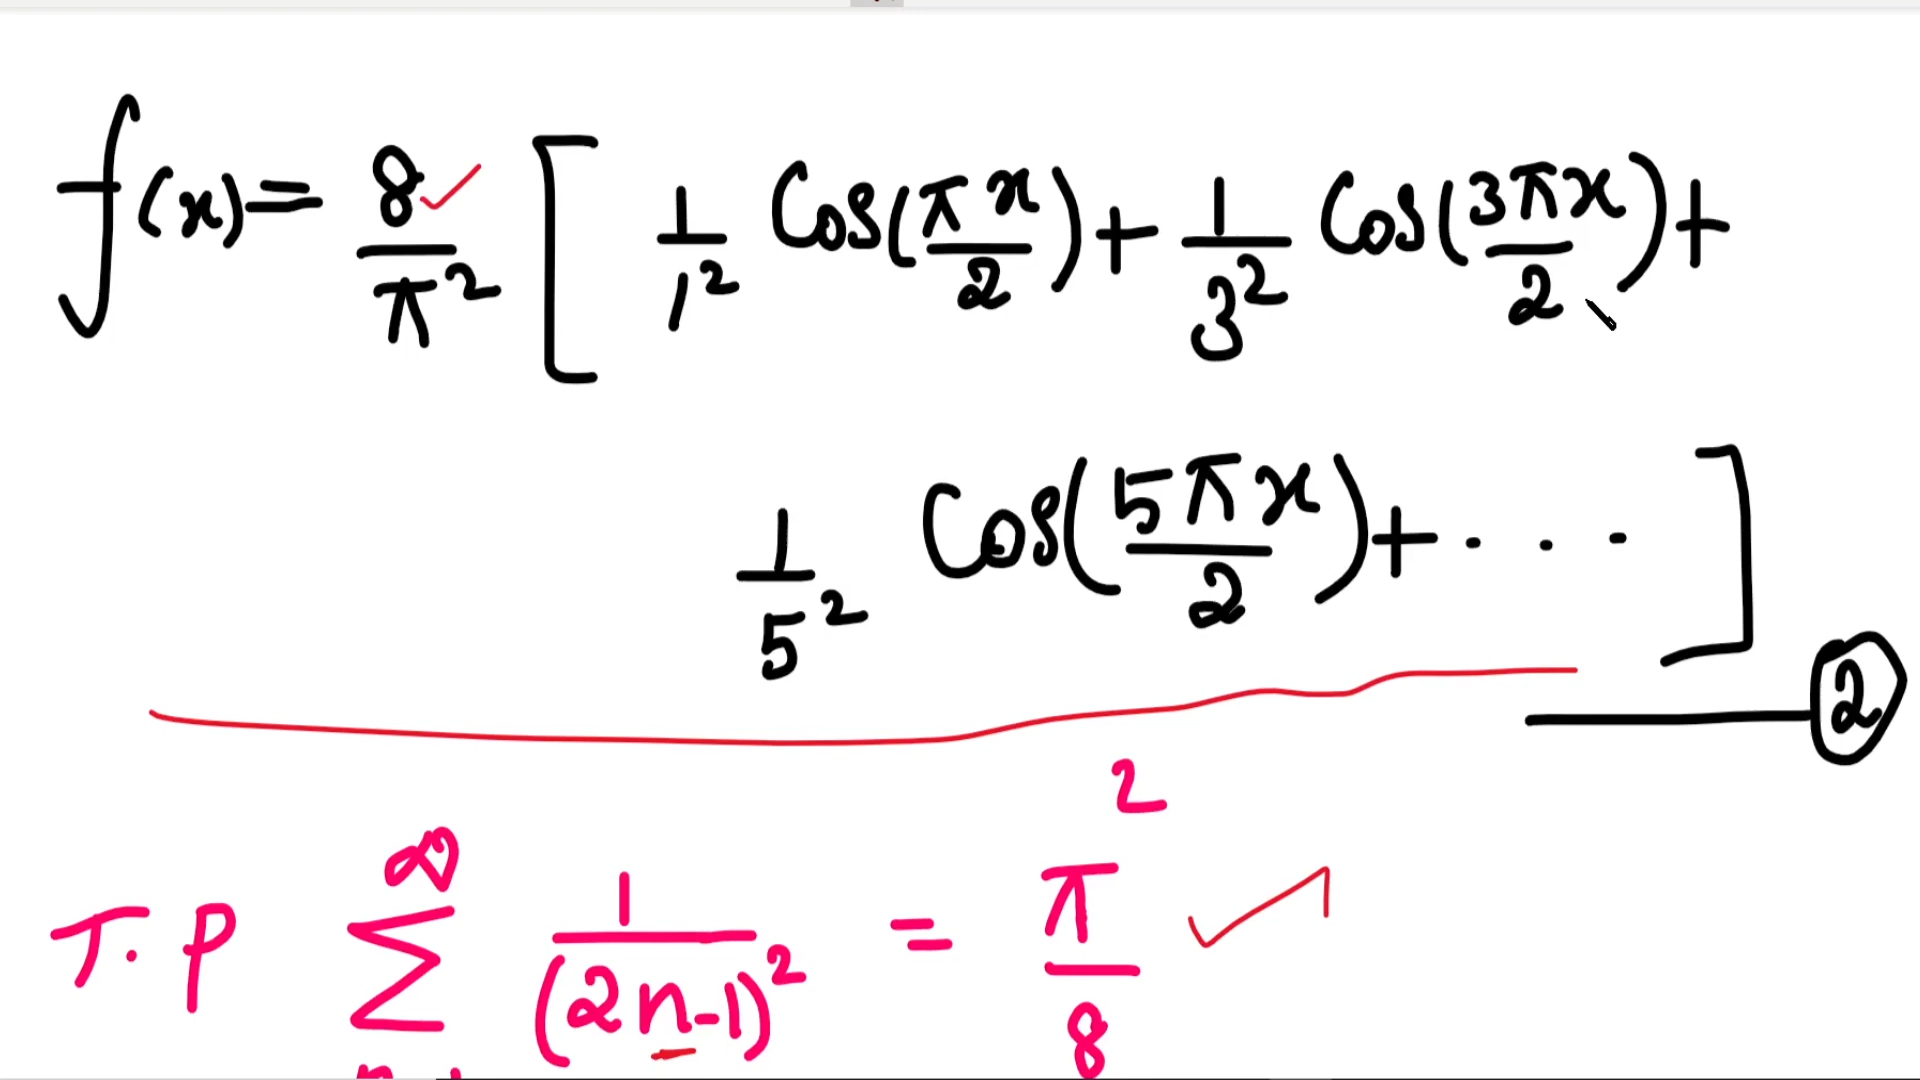 f(x) = 8/π² [ 1/1² Cos(πx/2) + 1/3² Cos(3πx/2) +
1/5² Cos(5πx/2) + . . . ]
2
T.P ∑ ∞ 1/(2n-1)² = π²/8